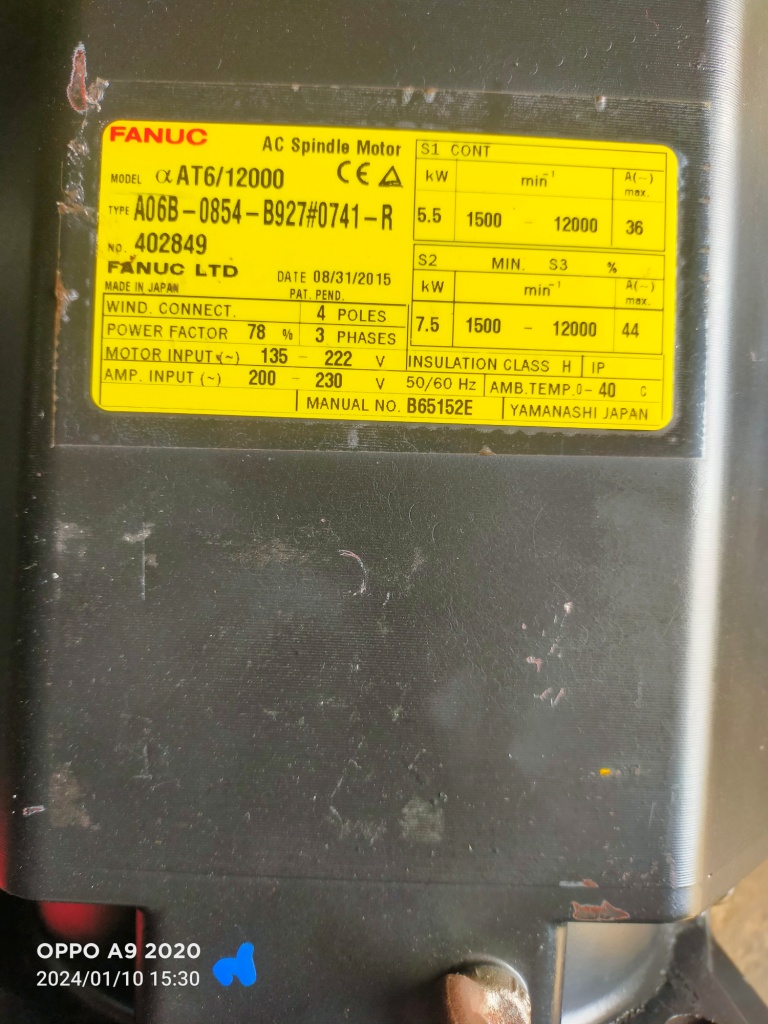 FANUC
AC Spindle Motor
MODEL α AT6/12000 CE
TYPE A06B-0854-B927#0741-R
NO. 402849
FANUC LTD DATE 08/31/2015
MADE IN JAPAN PAT. PEND.
WIND. CONNECT. 4 POLES
POWER FACTOR 78 % 3 PHASES
MOTOR INPUT (~) 135 - 222 V
AMP. INPUT (~) 200 - 230 V 50/60 Hz
S1 CONT
kW min-1 A(~) max.
5.5 1500 - 12000 36
S2 MIN. S3 %
kW min-1 A(~) max.
7.5 1500 - 12000 44
INSULATION CLASS H IP
AMB.TEMP. 0-40 C
MANUAL NO. B65152E YAMANASHI JAPAN
OPPO A9 2020
2024/01/10 15:30